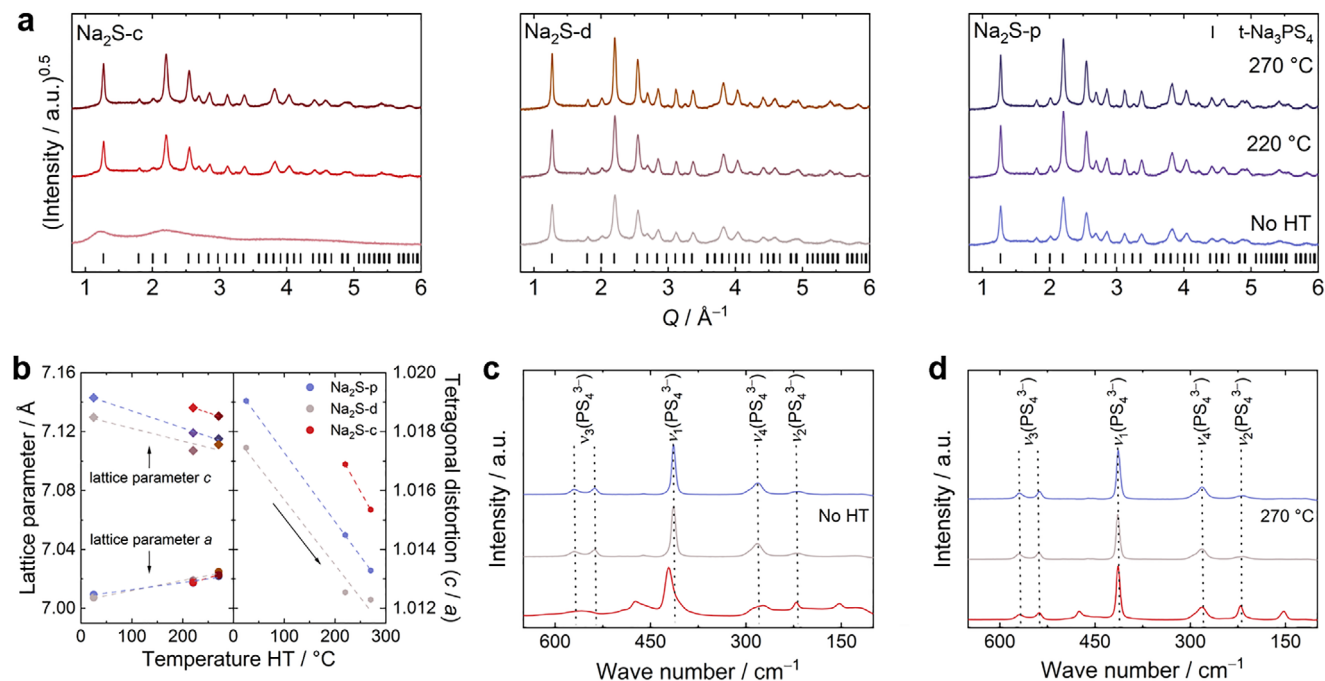 a
Na₂S-c
Na₂S-d
Na₂S-p
t-Na₃PS₄
270 °C
220 °C
No HT
(Intensity / a.u.)⁰·⁵
1 2 3 4 5 6
1 2 3 4 5 6
1 2 3 4 5 6
Q / Å⁻¹
b
7.16
7.12
7.08
7.04
7.00
Lattice parameter / Å
lattice parameter c
lattice parameter a
0 100 200 0 100 200 300
Temperature HT / °C
Na₂S-p
Na₂S-d
Na₂S-c
1.020
1.018
1.016
1.014
1.012
Tetragonal distortion (c / a)
c
ν₃(PS₄³⁻)
ν₁(PS₄³⁻)
ν₄(PS₄³⁻)
ν₂(PS₄³⁻)
No HT
Intensity / a.u.
600 450 300 150
Wave number / cm⁻¹
d
ν₃(PS₄³⁻)
ν₁(PS₄³⁻)
ν₄(PS₄³⁻)
ν₂(PS₄³⁻)
270 °C
Intensity / a.u.
600 450 300 150
Wave number / cm⁻¹